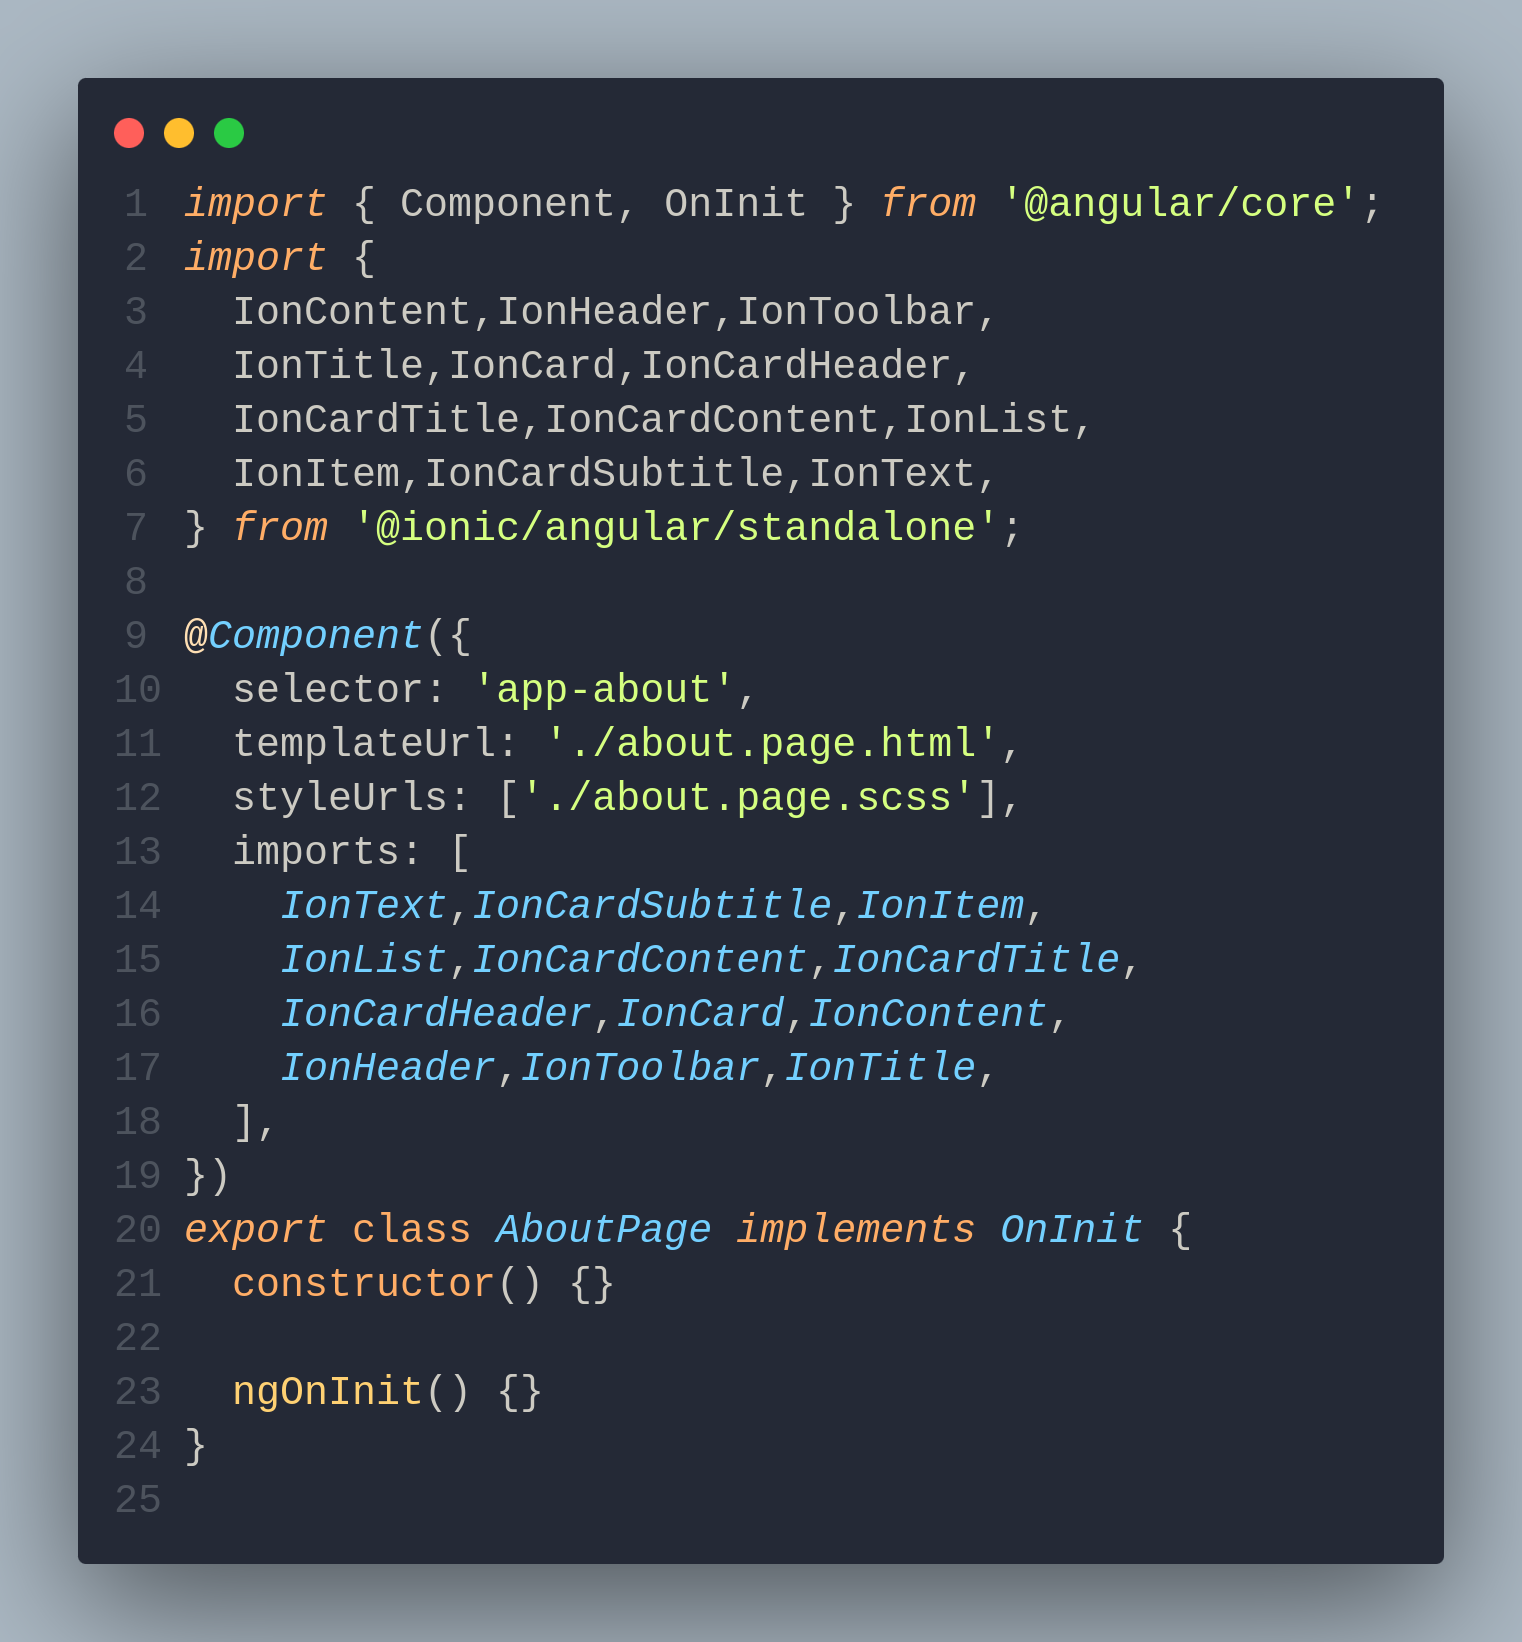 1 import { Component, OnInit } from '@angular/core';
2 import {
3   IonContent,IonHeader,IonToolbar,
4   IonTitle,IonCard,IonCardHeader,
5   IonCardTitle,IonCardContent,IonList,
6   IonItem,IonCardSubtitle,IonText,
7 } from '@ionic/angular/standalone';
8
9 @Component({
10   selector: 'app-about',
11   templateUrl: './about.page.html',
12   styleUrls: ['./about.page.scss'],
13   imports: [
14     IonText,IonCardSubtitle,IonItem,
15     IonList,IonCardContent,IonCardTitle,
16     IonCardHeader,IonCard,IonContent,
17     IonHeader,IonToolbar,IonTitle,
18   ],
19 })
20 export class AboutPage implements OnInit {
21   constructor() {}
22
23   ngOnInit() {}
24 }
25